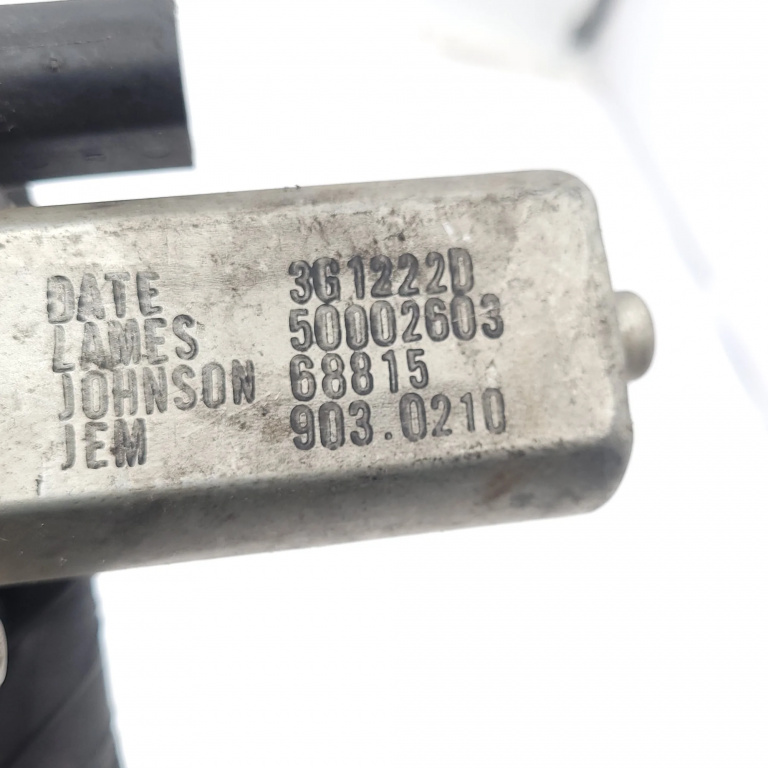 DATE 3G1222D
LAMES 50002603
JOHNSON 68815
JEM 903.0210